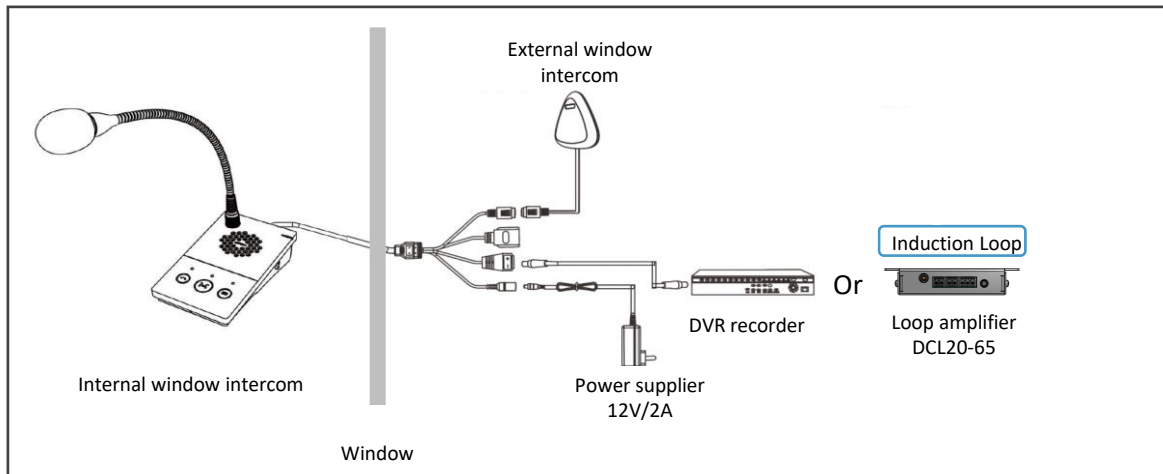 External window
intercom
Induction Loop
Or
DVR recorder
Loop amplifier
DCL20-65
Internal window intercom
Power supplier
12V/2A
Window